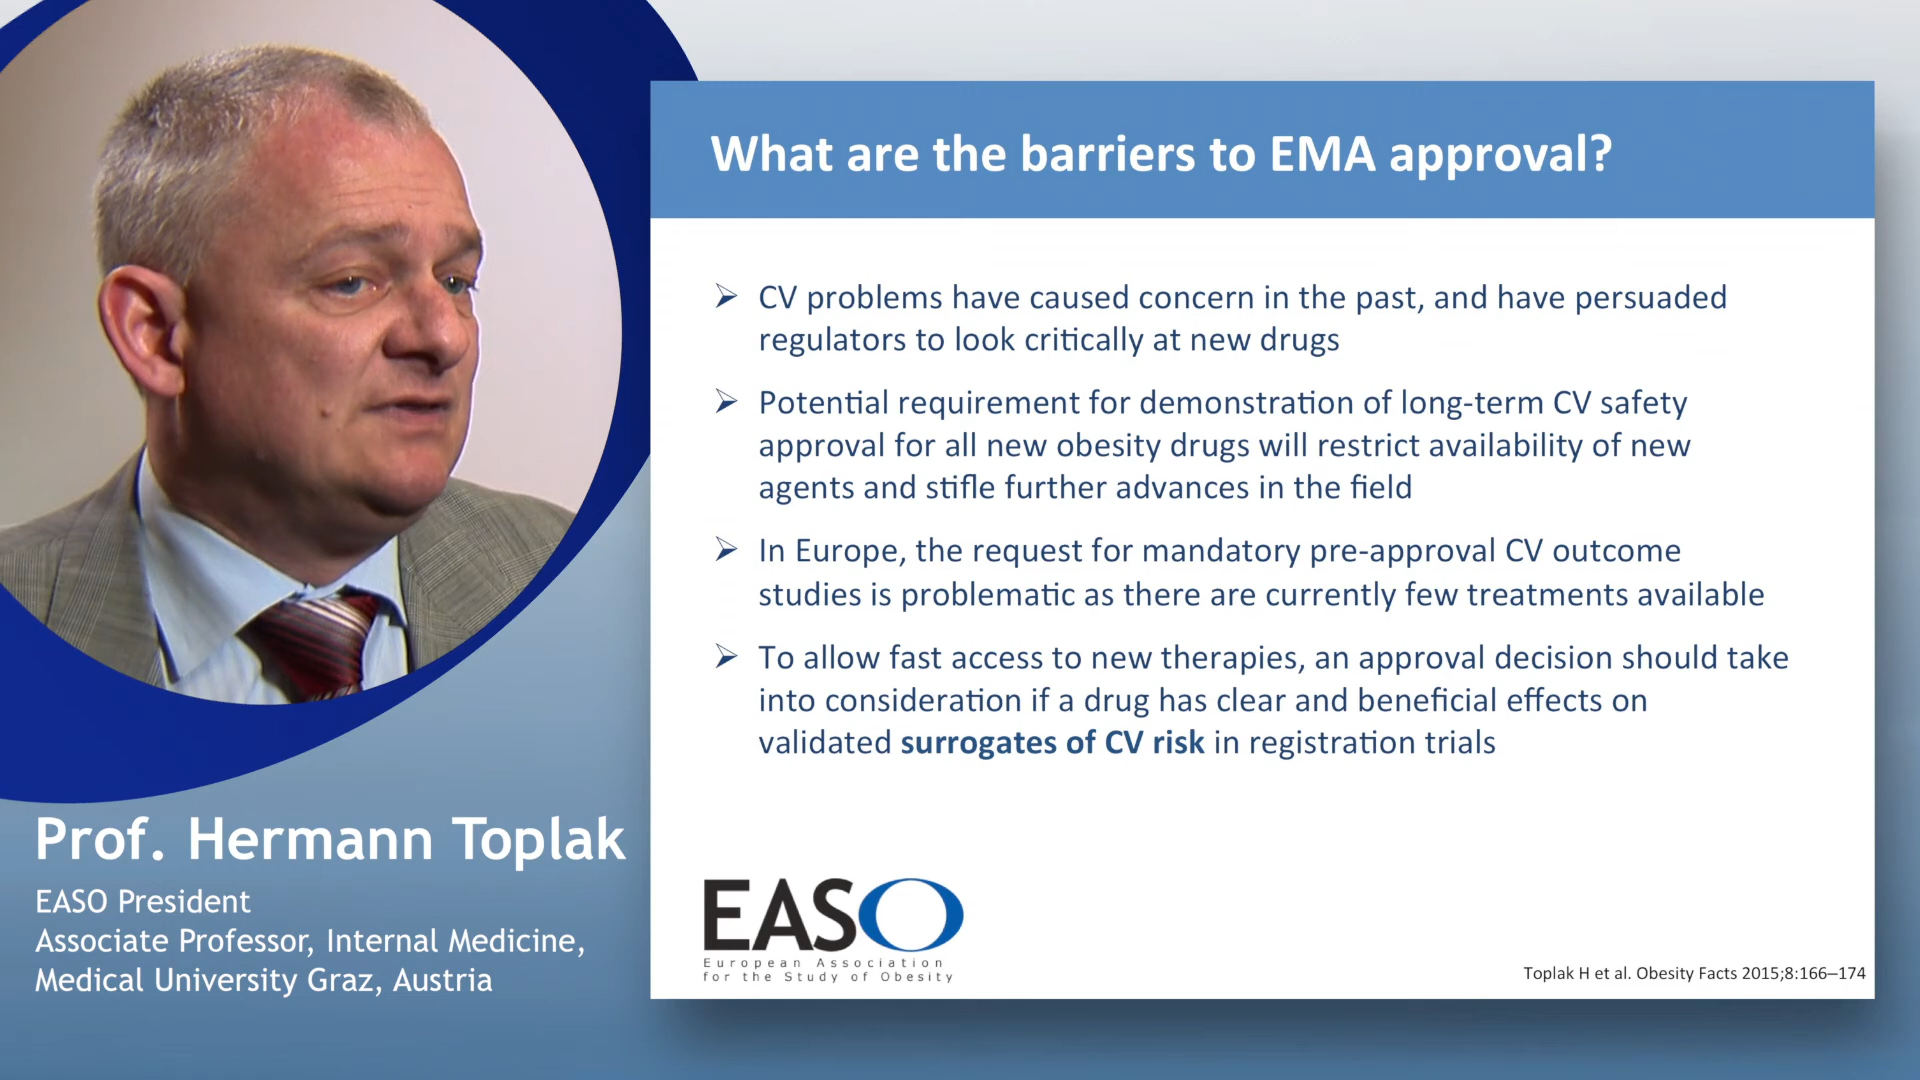 What are the barriers to EMA approval?
➢ CV problems have caused concern in the past, and have persuaded
regulators to look critically at new drugs
➢ Potential requirement for demonstration of long-term CV safety
approval for all new obesity drugs will restrict availability of new
agents and stifle further advances in the field
➢ In Europe, the request for mandatory pre-approval CV outcome
studies is problematic as there are currently few treatments available
➢ To allow fast access to new therapies, an approval decision should take
into consideration if a drug has clear and beneficial effects on
validated surrogates of CV risk in registration trials
Prof. Hermann Toplak
EASO President
Associate Professor, Internal Medicine,
Medical University Graz, Austria
EASO
European Association
for the Study of Obesity
Toplak H et al. Obesity Facts 2015;8:166–174